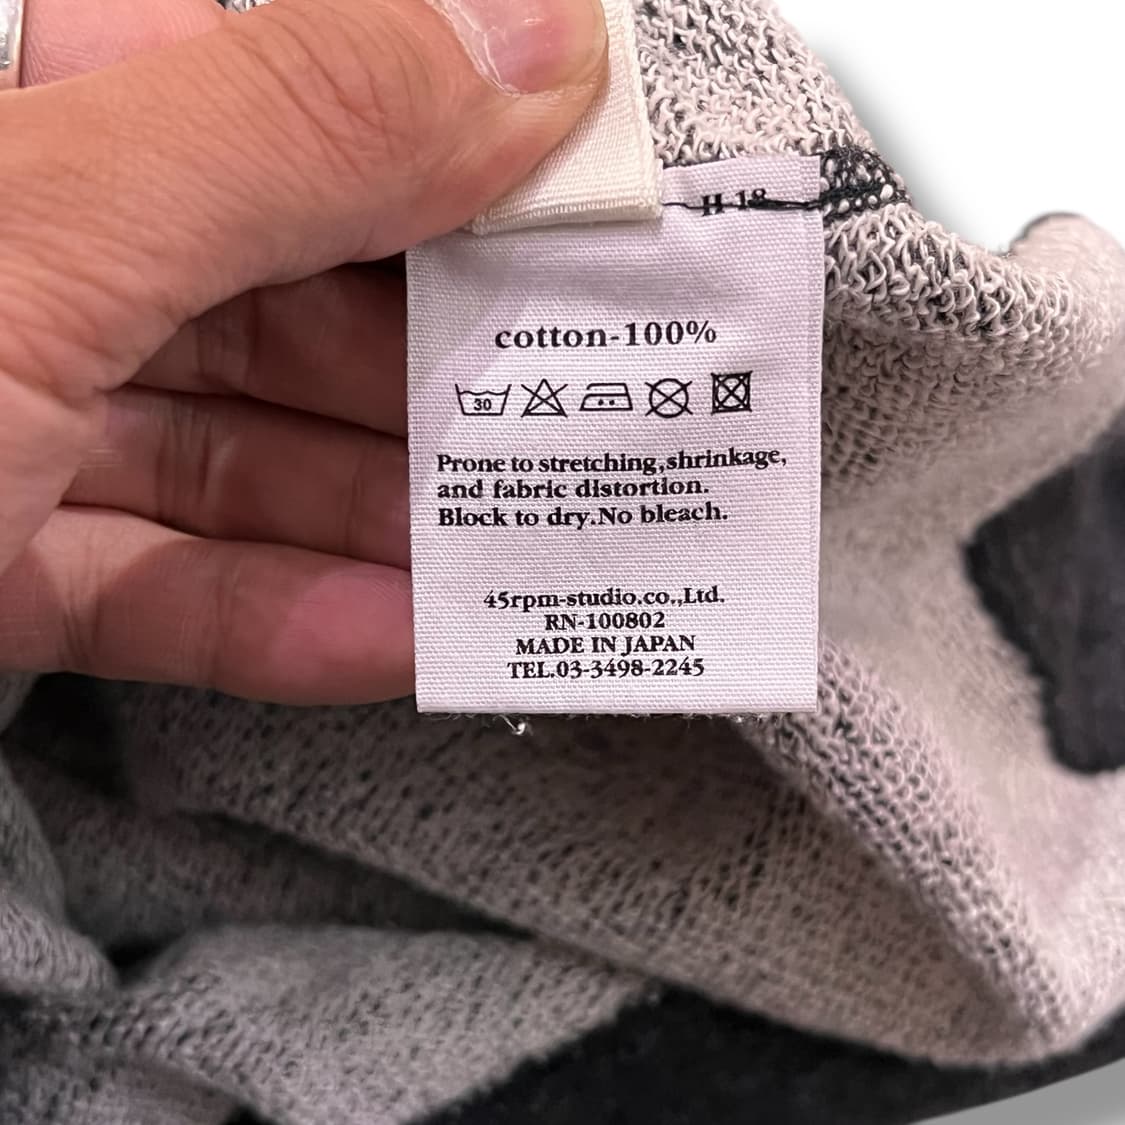 H-18
cotton-100%
30
Prone to stretching,shrinkage,
and fabric distortion.
Block to dry.No bleach.
45rpm-studio.co.,Ltd.
RN-100802
MADE IN JAPAN
TEL.03-3498-2245